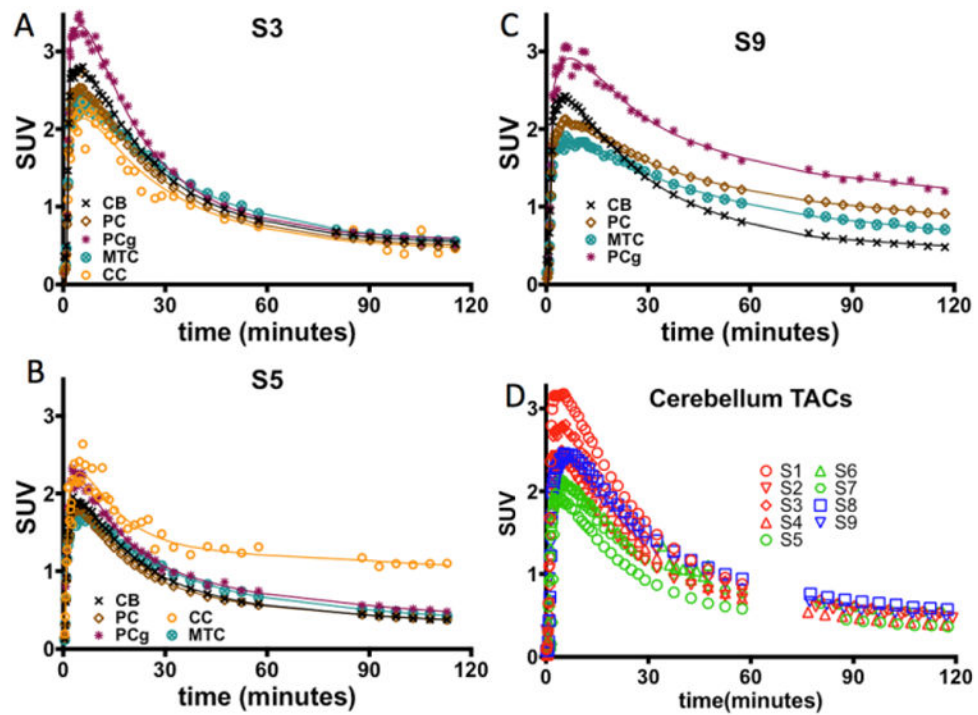 A
S3
SUV
3
2
1
0
CB
PC
PCg
MTC
CC
0 30 60 90 120
time (minutes)
C
S9
SUV
3
2
1
0
CB
PC
MTC
PCg
0 30 60 90 120
time (minutes)
B
S5
SUV
3
2
1
0
CB CC
PC
PCg MTC
0 30 60 90 120
time (minutes)
D
Cerebellum TACs
SUV
3
2
1
0
S1 S6
S2 S7
S3 S8
S4 S9
S5
0 30 60 90 120
time(minutes)